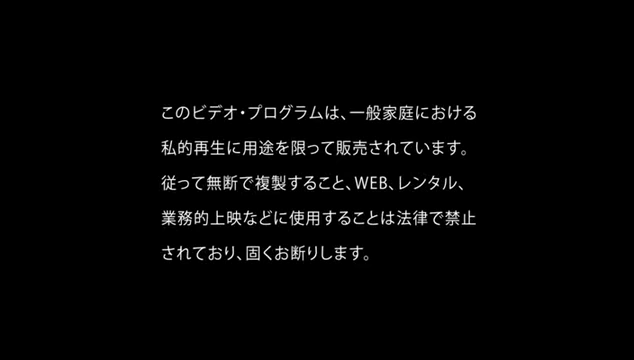 このビデオ・プログラムは、一般家庭における
私的再生に用途を限って販売されています。
従って無断で複製すること、WEB、レンタル、
業務的上映などに使用することは法律で禁止
されており、固くお断りします。